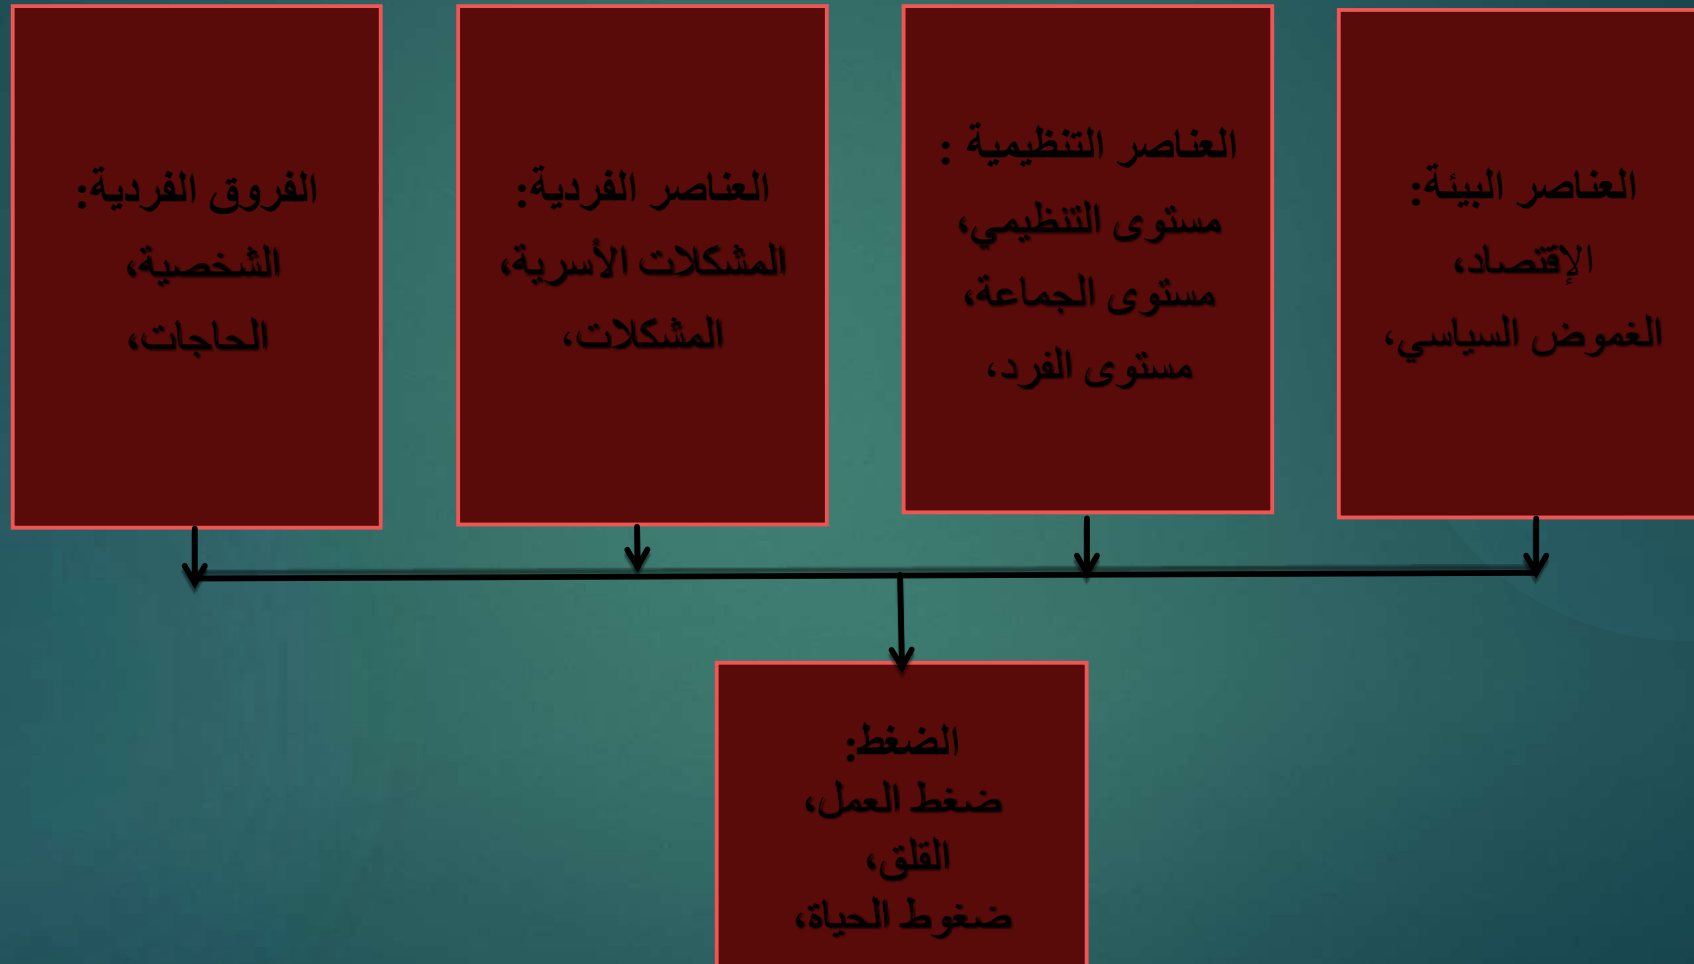 العناصر البيئة:
الإقتصاد،
الغموض السياسي،
العناصر التنظيمية :
مستوى التنظيمي،
مستوى الجماعة،
مستوى الفرد،
العناصر الفردية:
المشكلات الأسرية،
المشكلات،
الفروق الفردية:
الشخصية،
الحاجات،
الضغط:
ضغط العمل،
القلق،
ضغوط الحياة،